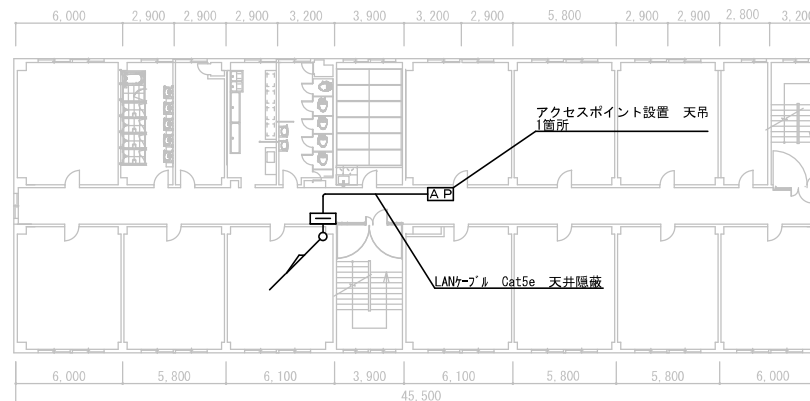 6,000 2,900 2,900 2,900 3,200 3,900 3,200 2,900 5,800 2,900 2,900 2.800 3,200
アクセスポイント設置　天吊
1箇所
AP
LANｹｰﾌﾞﾙ　Cat5e　天井隠蔽
6,000 5,800 6,100 3,900 6,100 5,800 5,800 6,000
45,500